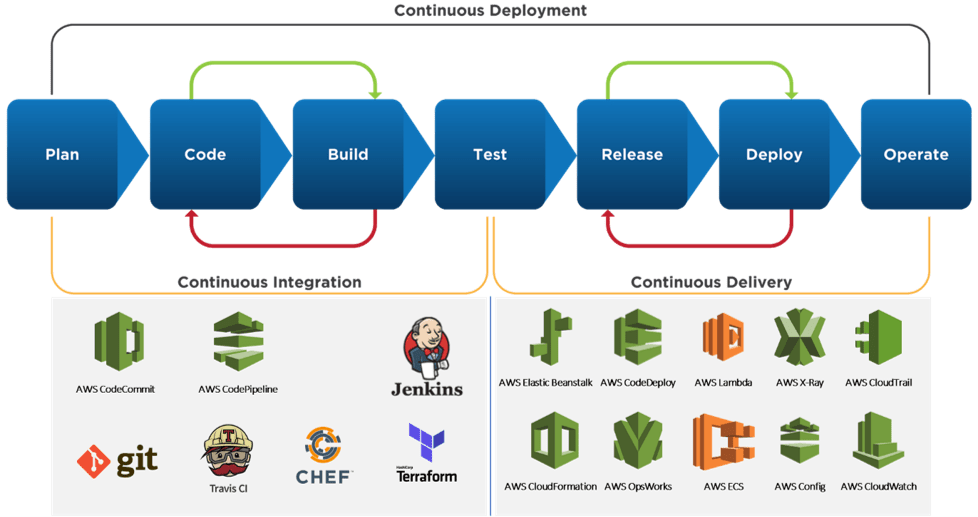 Continuous Deployment
Plan
Code
Build
Test
Release
Deploy
Operate
Continuous Integration
Continuous Delivery
AWS CodeCommit
AWS CodePipeline
Jenkins
git
T
Travis CI
CHEF™
HashiCorp
Terraform
AWS Elastic Beanstalk
AWS CodeDeploy
AWS Lambda
AWS X-Ray
AWS CloudTrail
AWS CloudFormation
AWS OpsWorks
AWS ECS
AWS Config
AWS CloudWatch